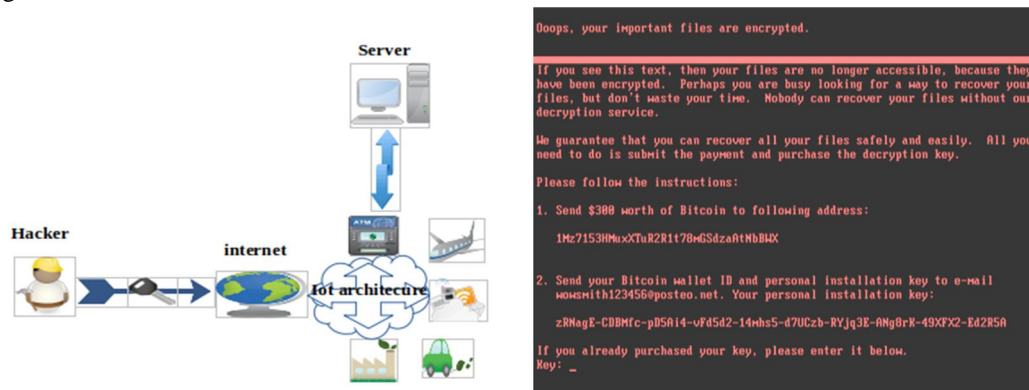 Server
ATM
Hacker
internet
Iot architecure
Ooops, your important files are encrypted.
If you see this text, then your files are no longer accessible, because they
have been encrypted. Perhaps you are busy looking for a way to recover your
files, but don't waste your time. Nobody can recover your files without our
decryption service.
We guarantee that you can recover all your files safely and easily. All you
need to do is submit the payment and purchase the decryption key.
Please follow the instructions:
1. Send $300 worth of Bitcoin to following address:
1Mz7153HMuxXTuR2R1t78mGSdzaAtNbBWX
2. Send your Bitcoin wallet ID and personal installation key to e-mail
wowsmith123456@posteo.net. Your personal installation key:
zRNagE-CDBMfc-pD5Ai4-vFd5d2-14mhs5-d7UCzb-RYjq3E-ANg8rK-49XFX2-Ed2R5A
If you already purchased your key, please enter it below.
Key: _